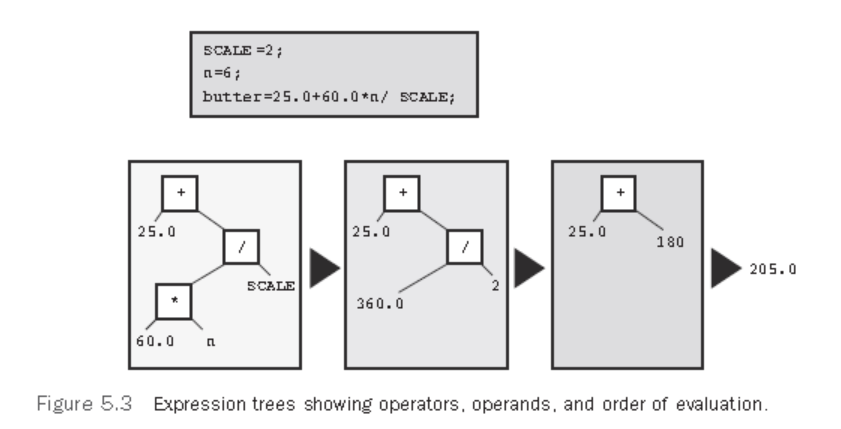 SCALE =2;
n=6;
butter=25.0+60.0*n/ SCALE;
+
25.0
/
SCALE
*
60.0 n
+
25.0
/
2
360.0
+
25.0
180
205.0
Figure 5.3 Expression trees showing operators, operands, and order of evaluation.